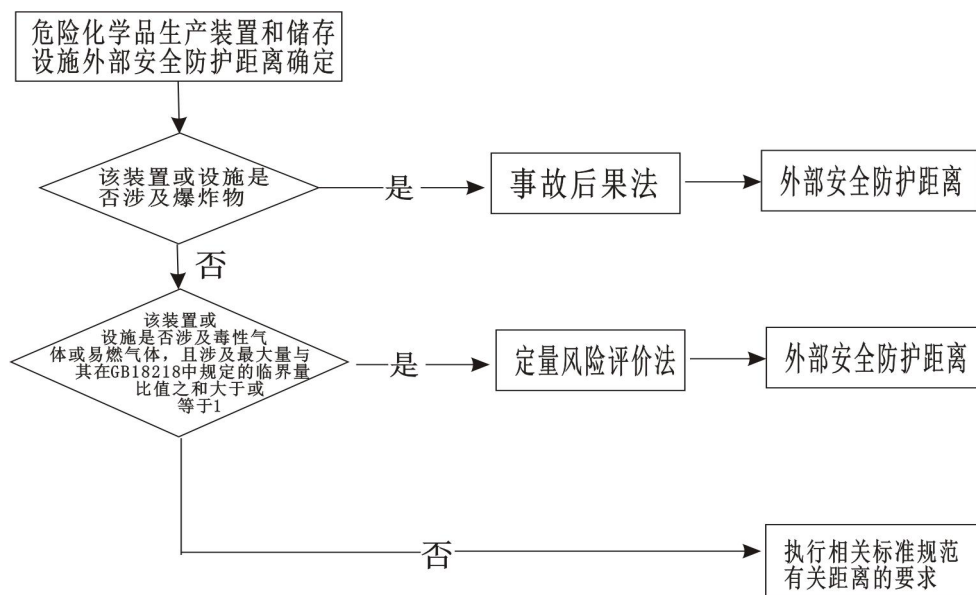 危险化学品生产装置和储存
设施外部安全防护距离确定
该装置或设施是
否涉及爆炸物
是
事故后果法
外部安全防护距离
否
该装置或
设施是否涉及毒性气
体或易燃气体，且涉及最大量与
其在GB18218中规定的临界量
比值之和大于或
等于1
是
定量风险评价法
外部安全防护距离
否
执行相关标准规范
有关距离的要求